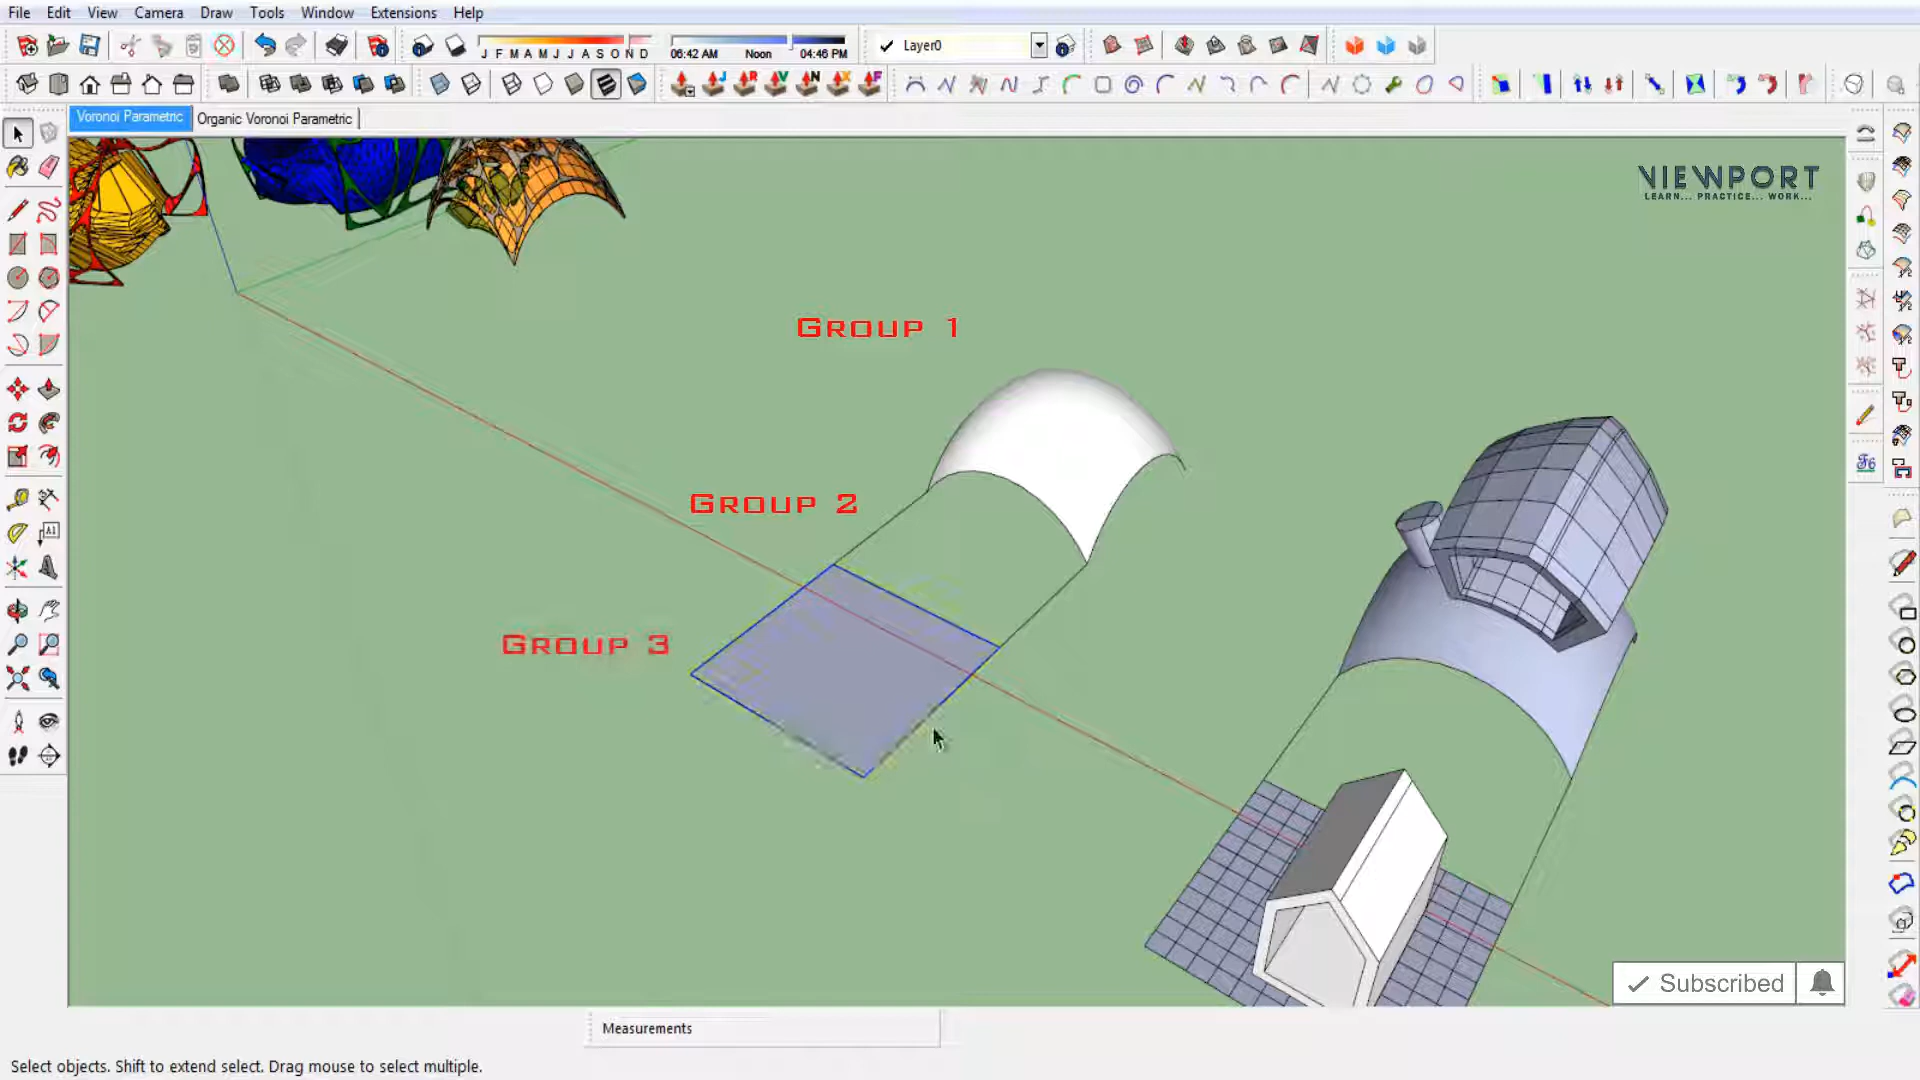 File Edit View Camera Draw Tools Window Extensions Help
J F M A M J J A S O N D
06:42 AM Noon 04:46 PM
Layer0
J R V N X F
Voronoi Parametric
Organic Voronoi Parametric
VIEWPORT
LEARN... PRACTICE... WORK...
GROUP 1
GROUP 2
GROUP 3
A1
Subscribed
Measurements
Select objects. Shift to extend select. Drag mouse to select multiple.